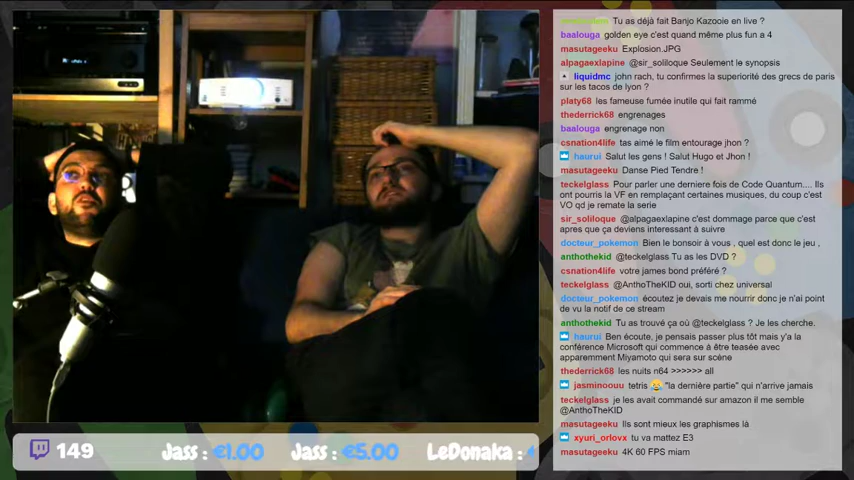 Tu as déjà fait Banjo Kazooie en live ?
baalouga golden eye c'est quand même plus fun a 4
masutageeku Explosion.JPG
alpagaexlapine @sir_soliloque Seulement le synopsis
liquidmc john rach, tu confirmes la superiorité des grecs de paris
sur les tacos de lyon ?
platy68 les fameuse fumée inutile qui fait rammé
thederrick68 engrenages
baalouga engrenage non
csnation4life tas aimé le film entourage jhon ?
haurui Salut les gens ! Salut Hugo et Jhon !
masutageeku Danse Pied Tendre !
teckelglass Pour parler une derniere fois de Code Quantum.... Ils
ont pourris la VF en remplaçant certaines musiques, du coup c'est
VO qd je remate la serie
sir_soliloque @alpagaexlapine c'est dommage parce que c'est
apres que ça deviens interessant à suivre
docteur_pokemon Bien le bonsoir à vous , quel est donc le jeu ,
anthothekid @teckelglass Tu as les DVD ?
csnation4life votre james bond préféré ?
teckelglass @AnthoTheKID oui, sorti chez universal
docteur_pokemon écoutez je devais me nourrir donc je n'ai point
de vu la notif de ce stream
anthothekid Tu as trouvé ça où @teckelglass ? Je les cherche.
haurui Ben écoute, je pensais passer plus tôt mais y'a la
conférence Microsoft qui commence à être teasée avec
apparemment Miyamoto qui sera sur scène
thederrick68 les nuits n64 >>>>>> all
jasminoouu tetris "la dernière partie" qui n'arrive jamais
teckelglass je les avait commandé sur amazon il me semble
@AnthoTheKID
masutageeku Ils sont mieux les graphismes là
xyuri_orlovx tu va mattez E3
masutageeku 4K 60 FPS miam
149 Jass : €1.00 Jass : €5.00 LeDonaka :